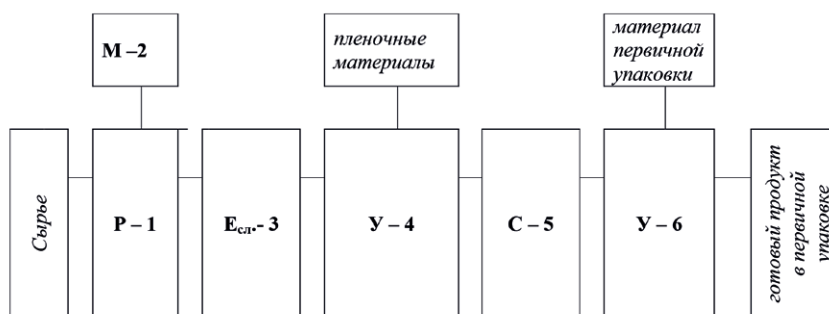 М –2
пленочные
материалы
материал
первичной
упаковки
Сырье
Р – 1
Есл.- 3
У – 4
С – 5
У – 6
готовый продукт
в первичной
упаковке